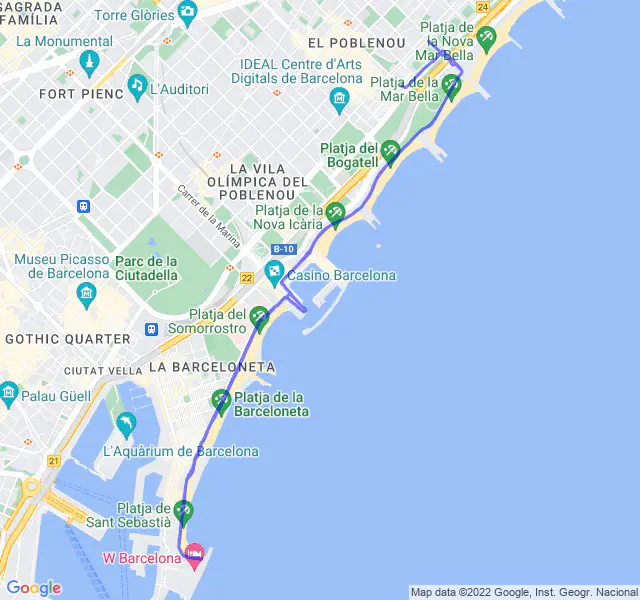 SAGRADA
FAMÍLIA
Torre Glòries
La Monumental
FORT PIENC
L'Auditori
EL POBLENOU
IDEAL Centre d'Arts
Digitals de Barcelona
Platja de
la Nova
Mar Bella
24
Platja de la
Mar Bella
Platja del
Bogatell
LA VILA
OLÍMPICA DEL
POBLENOU
Carrer de la Marina
Platja de la
Nova Icària
B-10
Museu Picasso
de Barcelona
Parc de la
Ciutadella
22
Casino Barcelona
Platja del
Somorrostro
GOTHIC QUARTER
CIUTAT VELLA
LA BARCELONETA
Palau Güell
Platja de la
Barceloneta
L'Aquàrium de Barcelona
21
Platja de
Sant Sebastià
W Barcelona
Google
Map data ©2022 Google, Inst. Geogr. Nacional